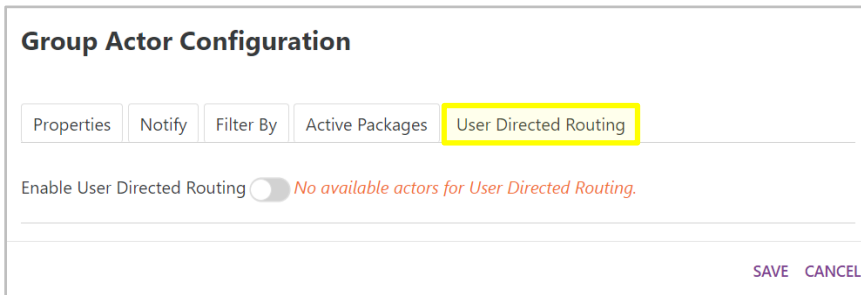 Group Actor Configuration
Properties Notify Filter By Active Packages User Directed Routing
Enable User Directed Routing No available actors for User Directed Routing.
SAVE CANCEL